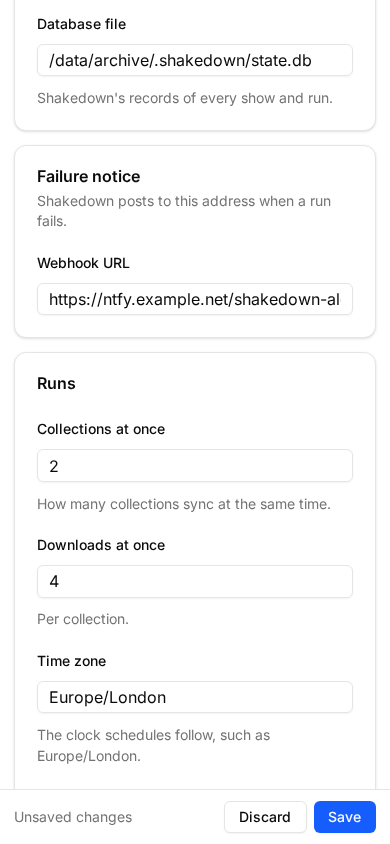 Database file
/data/archive/.shakedown/state.db
Shakedown's records of every show and run.
Failure notice
Shakedown posts to this address when a run
fails.
Webhook URL
https://ntfy.example.net/shakedown-al
Runs
Collections at once
2
How many collections sync at the same time.
Downloads at once
4
Per collection.
Time zone
Europe/London
The clock schedules follow, such as
Europe/London.
Unsaved changes
Discard
Save